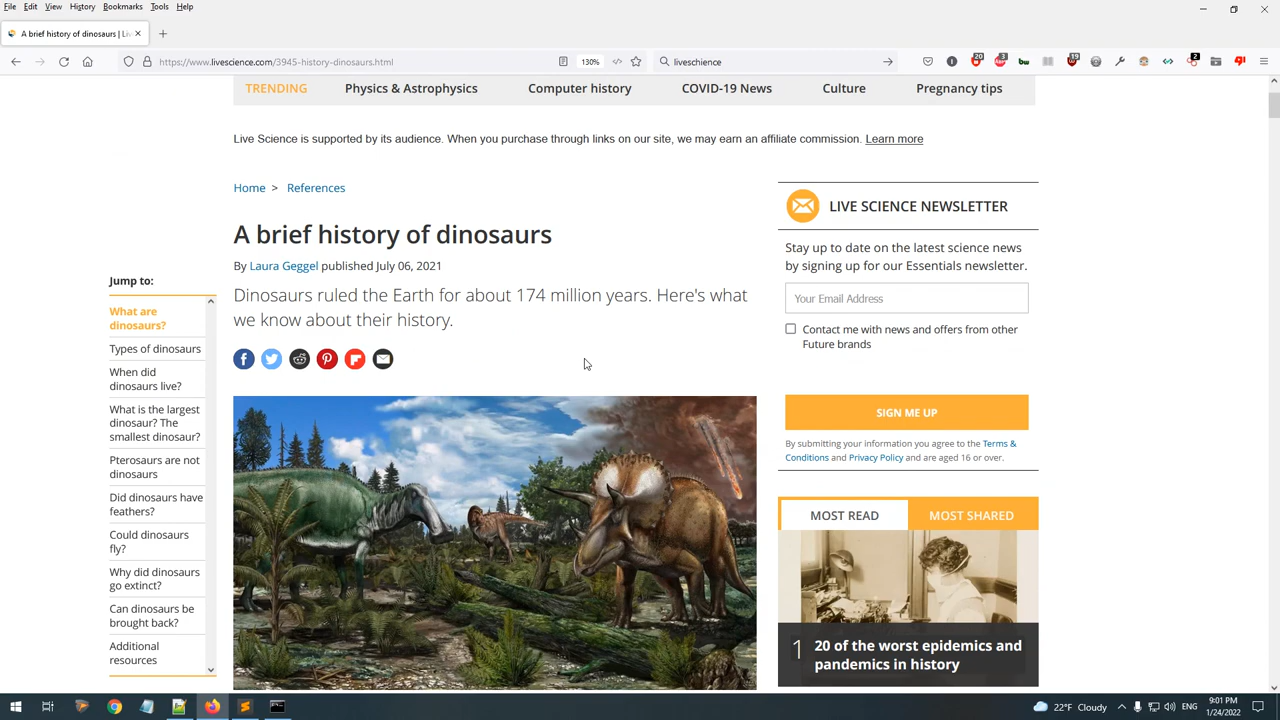 File Edit View History Bookmarks Tools Help
A brief history of dinosaurs | Li
https://www.livescience.com/3945-history-dinosaurs.html
130%
liveschience
20
3
19
2
TRENDING Physics & Astrophysics Computer history COVID-19 News Culture Pregnancy tips
Live Science is supported by its audience. When you purchase through links on our site, we may earn an affiliate commission. Learn more
Home > References
A brief history of dinosaurs
By Laura Geggel published July 06, 2021
Dinosaurs ruled the Earth for about 174 million years. Here's what
we know about their history.
Jump to:
What are
dinosaurs?
Types of dinosaurs
When did
dinosaurs live?
What is the largest
dinosaur? The
smallest dinosaur?
Pterosaurs are not
dinosaurs
Did dinosaurs have
feathers?
Could dinosaurs
fly?
Why did dinosaurs
go extinct?
Can dinosaurs be
brought back?
Additional
resources
LIVE SCIENCE NEWSLETTER
Stay up to date on the latest science news
by signing up for our Essentials newsletter.
Your Email Address
Contact me with news and offers from other
Future brands
SIGN ME UP
By submitting your information you agree to the Terms &
Conditions and Privacy Policy and are aged 16 or over.
MOST READ MOST SHARED
1 20 of the worst epidemics and
pandemics in history
22°F Cloudy
ENG
9:01 PM
1/24/2022